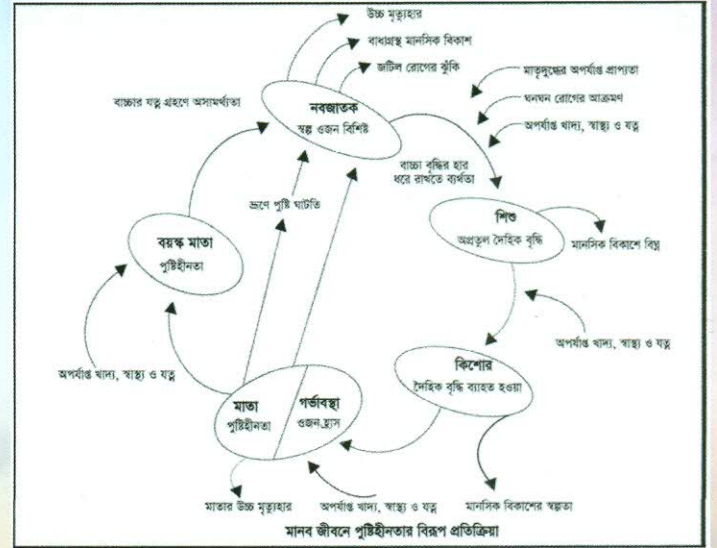 উচ্চ মৃত্যুহার
বাধাগ্রস্থ মানসিক বিকাশ
জটিল রোগের ঝুঁকি
মাতৃদুগ্ধের অপর্যাপ্ত প্রাপ্যতা
ঘনঘন রোগের আক্রমণ
অপর্যাপ্ত খাদ্য, স্বাস্থ্য ও যত্ন
বাচ্চার যত্ন গ্রহণে অসামর্থ্যতা
নবজাতক
স্বল্প ওজন বিশিষ্ট
বাচ্চা বৃদ্ধির হার
ধরে রাখতে ব্যর্থতা
ভ্রূণে পুষ্টি ঘাটতি
শিশু
অপ্রতুল দৈহিক বৃদ্ধি
মানসিক বিকাশে বিঘ্ন
বয়স্ক মাতা
পুষ্টিহীনতা
অপর্যাপ্ত খাদ্য, স্বাস্থ্য ও যত্ন
অপর্যাপ্ত খাদ্য, স্বাস্থ্য ও যত্ন
কিশোর
দৈহিক বৃদ্ধি ব্যাহত হওয়া
মাতা
পুষ্টিহীনতা
গর্ভাবস্থা
ওজন হ্রাস
মাতার উচ্চ মৃত্যুহার
অপর্যাপ্ত খাদ্য, স্বাস্থ্য ও যত্ন
মানসিক বিকাশের স্বল্পতা
মানব জীবনে পুষ্টিহীনতার বিরূপ প্রতিক্রিয়া